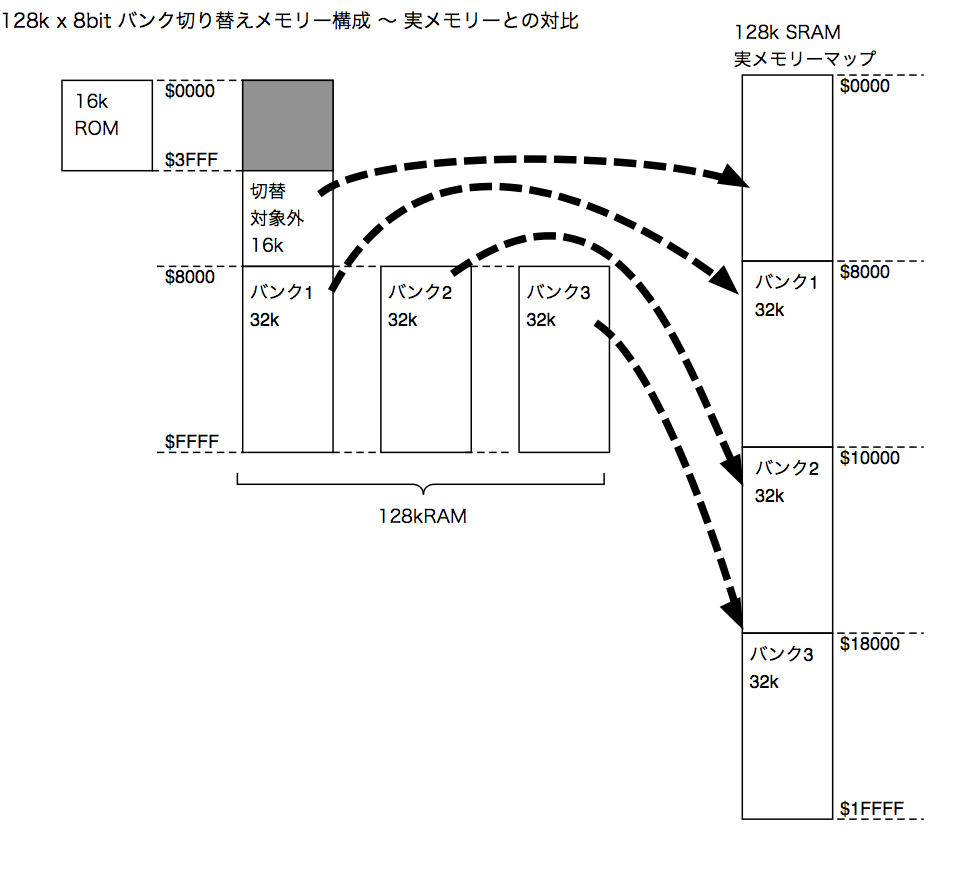 128k x 8bit バンク切り替えメモリー構成 〜 実メモリーとの対比
128k SRAM
実メモリーマップ
16k
ROM
$0000
$3FFF
切替
対象外
16k
$8000
バンク1
32k
バンク2
32k
バンク3
32k
$FFFF
128kRAM
$0000
$8000
バンク1
32k
$10000
バンク2
32k
$18000
バンク3
32k
$1FFFF